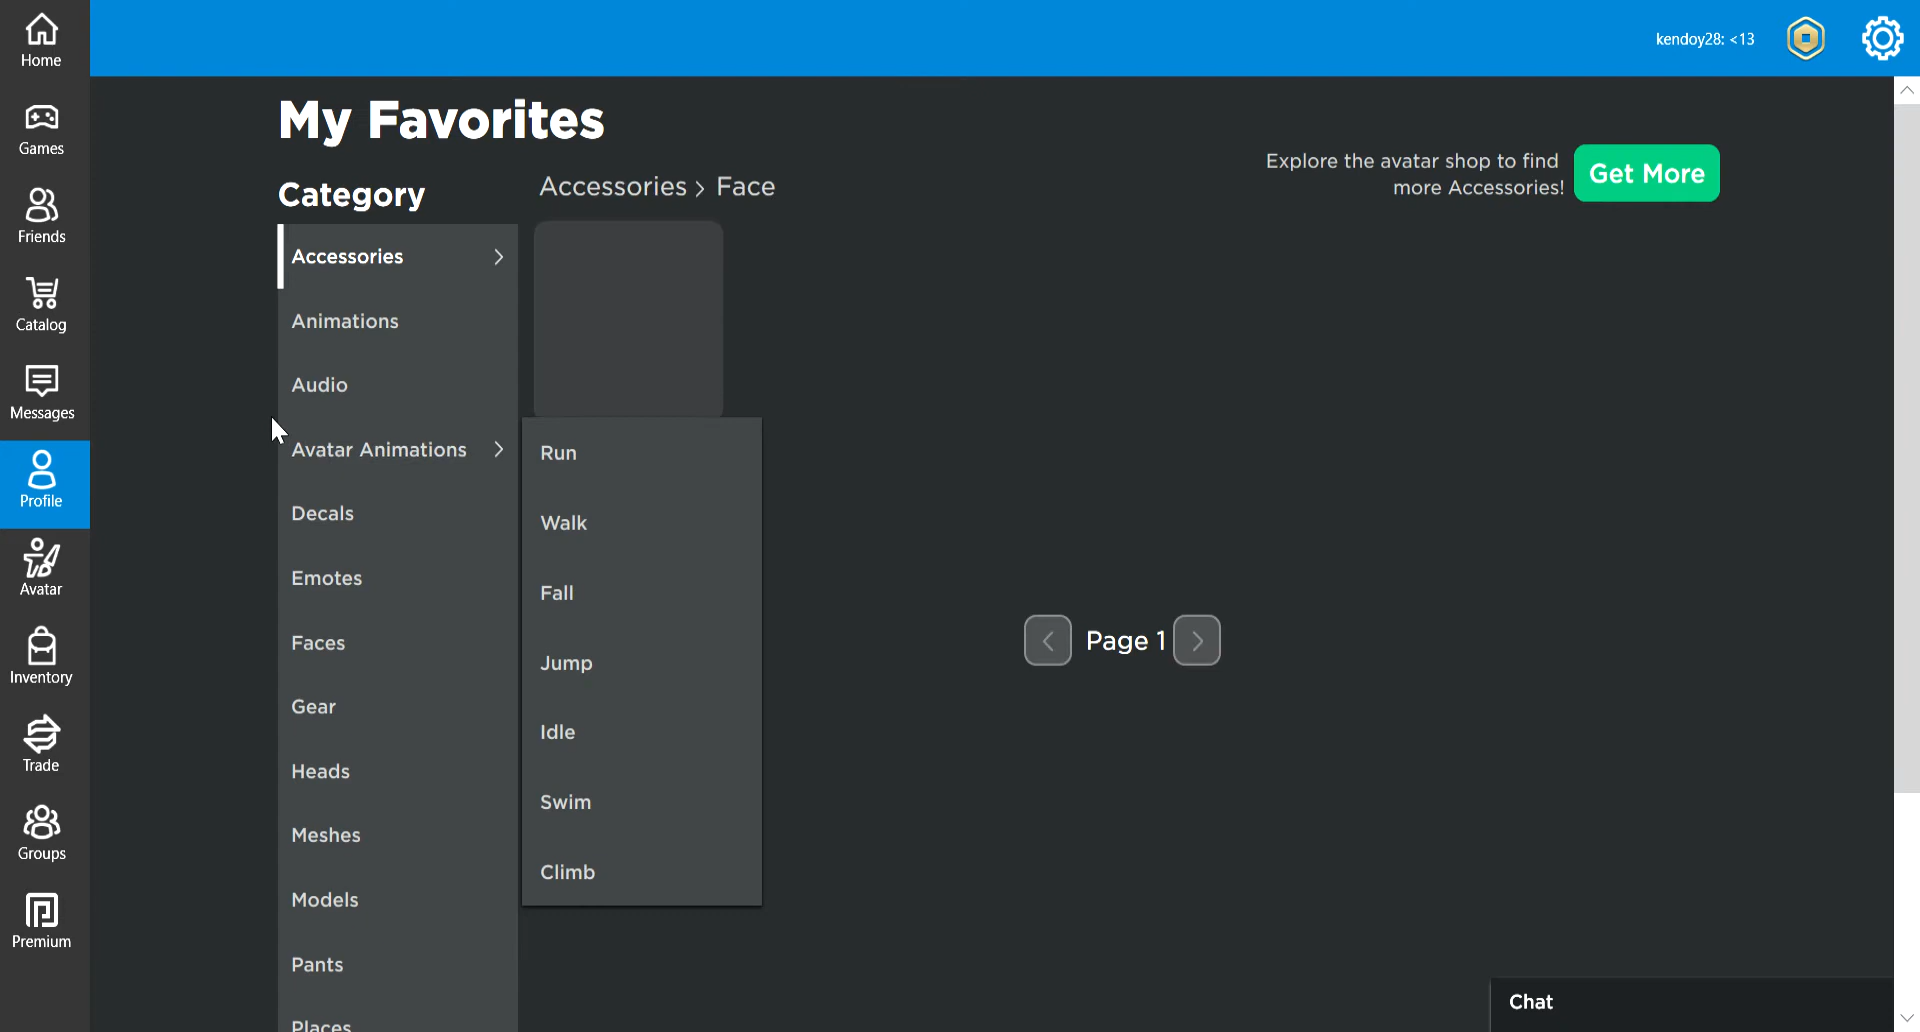 Home
Games
Friends
Catalog
Messages
Profile
Avatar
Inventory
Trade
Groups
Premium
kendoy28: <13
My Favorites
Explore the avatar shop to find
more Accessories!
Get More
Category
Accessories > Face
Accessories
Animations
Audio
Avatar Animations
Decals
Emotes
Faces
Gear
Heads
Meshes
Models
Pants
Places
Run
Walk
Fall
Jump
Idle
Swim
Climb
Page 1
Chat